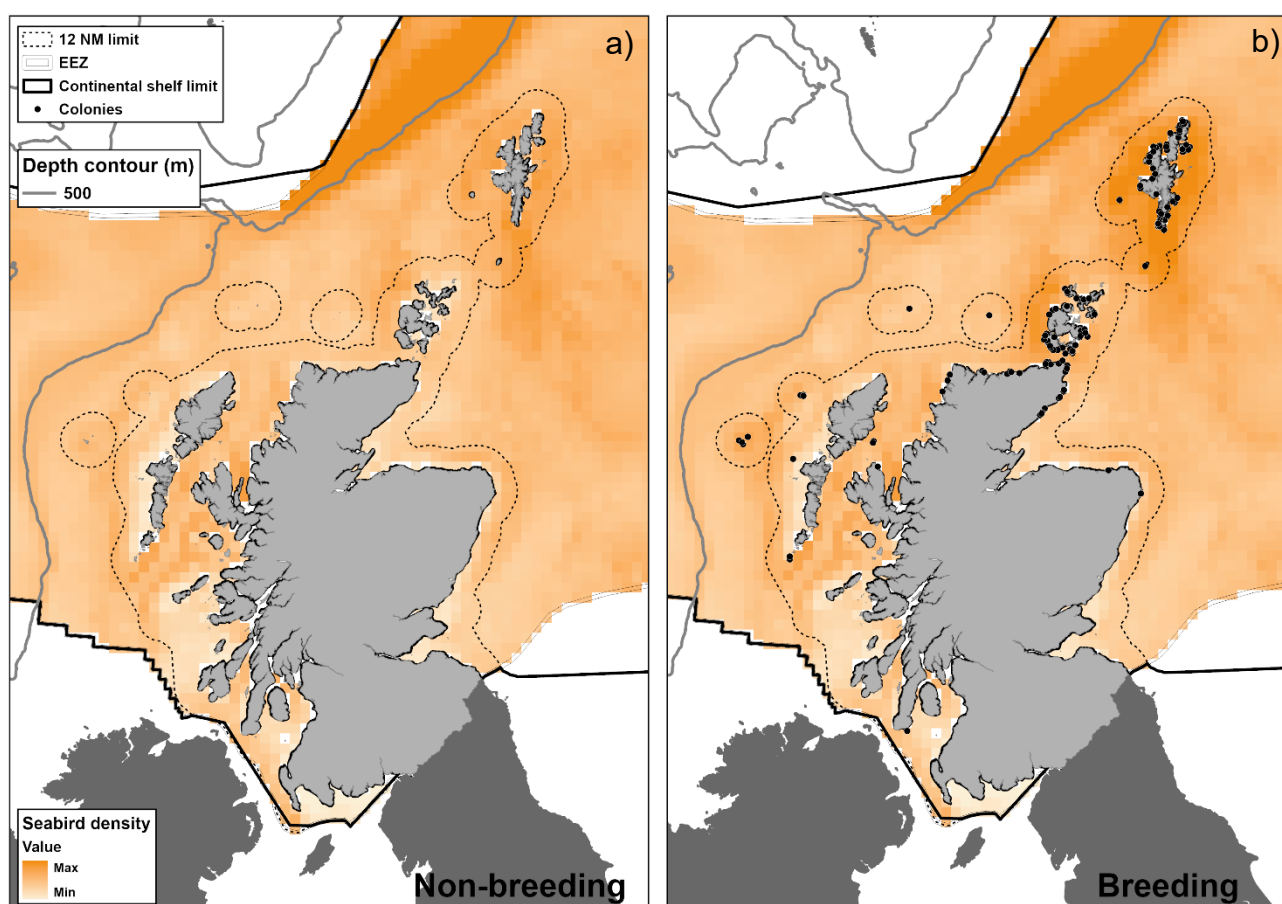 12 NM limit
EEZ
Continental shelf limit
Colonies
Depth contour (m)
500
a)
Seabird density
Value
Max
Min
Non-breeding
b)
Breeding